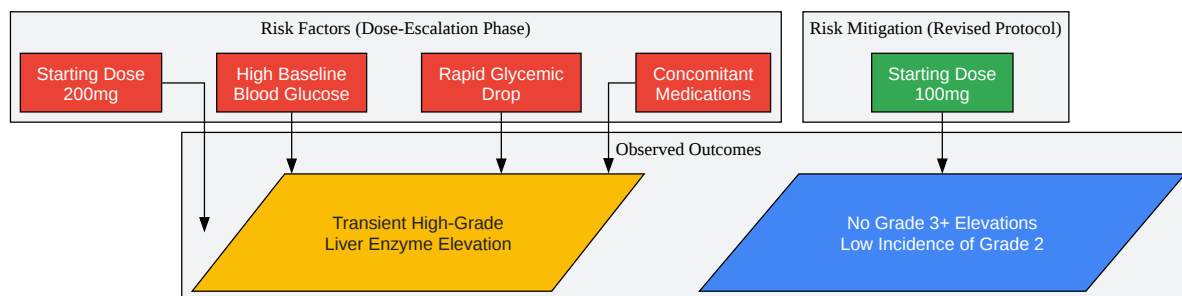 Risk Factors (Dose-Escalation Phase)
Starting Dose
200mg
High Baseline
Blood Glucose
Rapid Glycemic
Drop
Concomitant
Medications
Risk Mitigation (Revised Protocol)
Starting Dose
100mg
Observed Outcomes
Transient High-Grade
Liver Enzyme Elevation
No Grade 3+ Elevations
Low Incidence of Grade 2